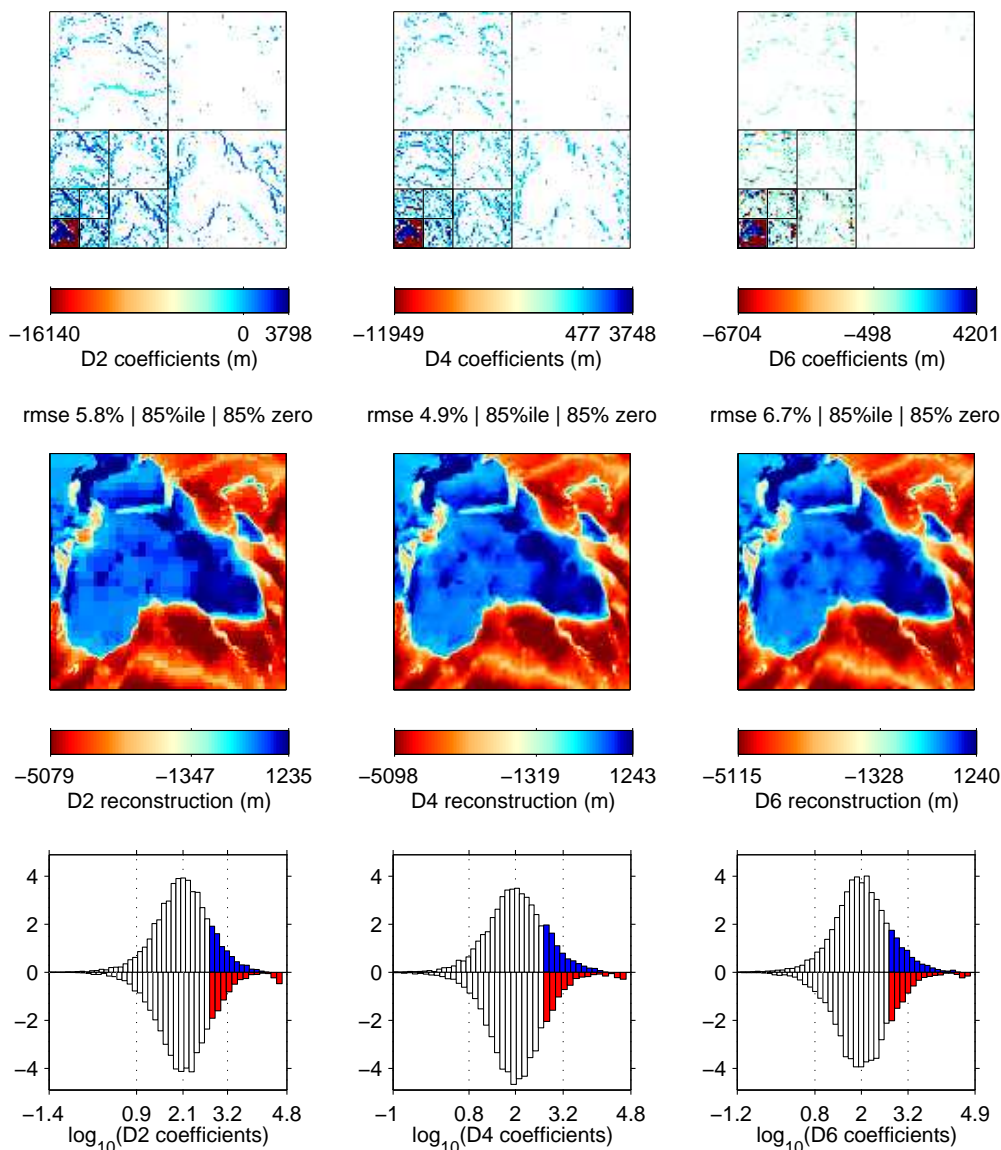 −16140 0 3798 −11949 477 3748 −6704 −498 4201
D2 coefficients (m) D4 coefficients (m) D6 coefficients (m)
rmse 5.8% | 85%ile | 85% zero rmse 4.9% | 85%ile | 85% zero rmse 6.7% | 85%ile | 85% zero
−5079 −1347 1235 −5098 −1319 1243 −5115 −1328 1240
D2 reconstruction (m) D4 reconstruction (m) D6 reconstruction (m)
4 4 4
2 2 2
0 0 0
−2 −2 −2
−4 −4 −4
−1.4 0.9 2.1 3.2 4.8 −1 0.8 2 3.2 4.8 −1.2 0.8 2 3.2 4.9
log10(D2 coefficients) log10(D4 coefficients) log10(D6 coefficients)